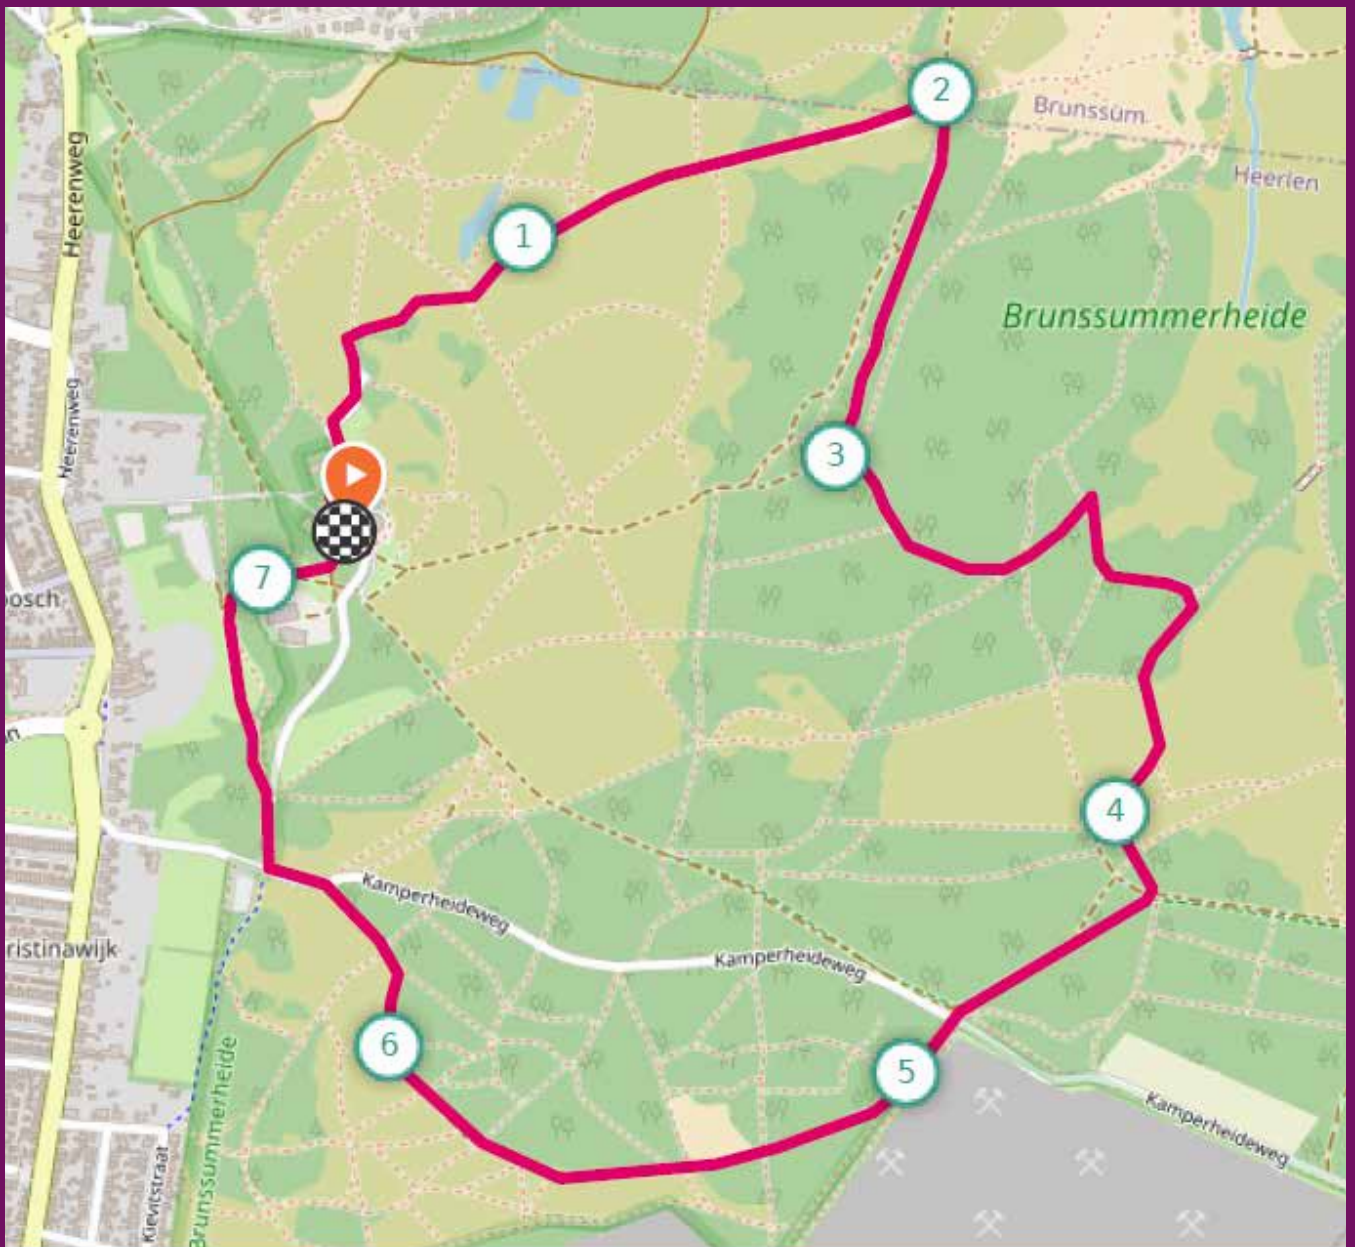 2
Brunssum
Heerlen
Heerenweg
1
Brunssummerheide
Heerenweg
3
7
osch
n
4
Kamperheideweg
ristinawijk
Kamperheideweg
6
5
Kamperheideweg
Brunssummerheide
Kievitstraat